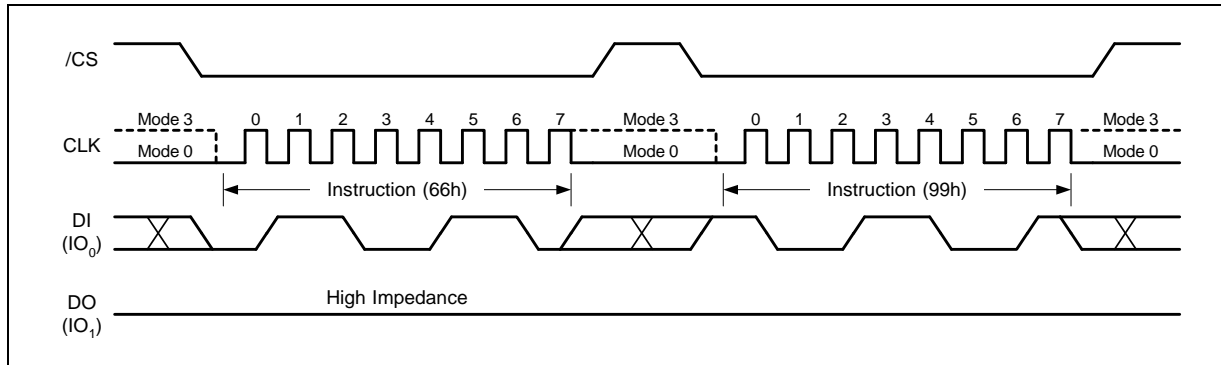 /CS
Mode 3 0 1 2 3 4 5 6 7 Mode 3 0 1 2 3 4 5 6 7 Mode 3
CLK
Mode 0 Mode 0 Mode 0
Instruction (66h) Instruction (99h)
DI
(IO₀)
High Impedance
DO
(IO₁)